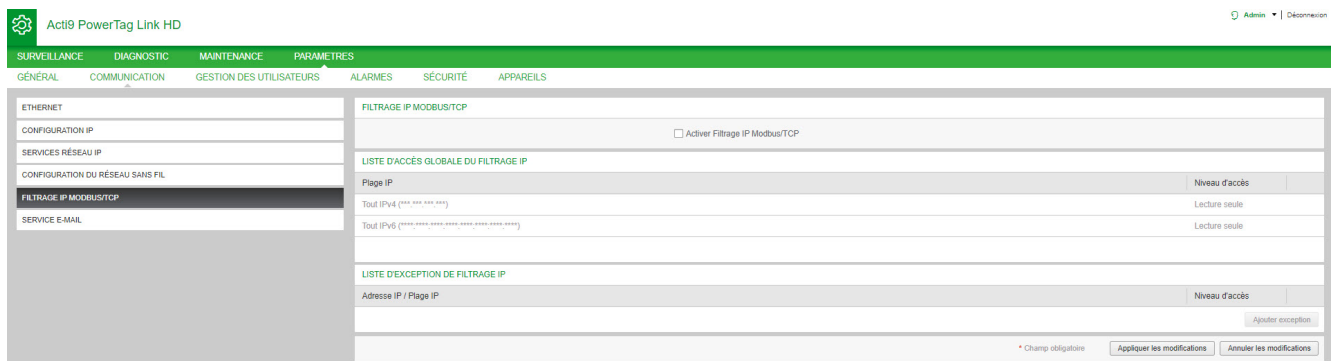 Acti9 PowerTag Link HD
Admin | Déconnexion
SURVEILLANCE DIAGNOSTIC MAINTENANCE PARAMETRES
GÉNÉRAL COMMUNICATION GESTION DES UTILISATEURS ALARMES SÉCURITÉ APPAREILS
ETHERNET
CONFIGURATION IP
SERVICES RÉSEAU IP
CONFIGURATION DU RÉSEAU SANS FIL
FILTRAGE IP MODBUS/TCP
SERVICE E-MAIL
FILTRAGE IP MODBUS/TCP
Activer Filtrage IP Modbus/TCP
LISTE D'ACCÈS GLOBALE DU FILTRAGE IP
Plage IP Niveau d'accès
Tout IPv4 (***.***.***.***) Lecture seule
Tout IPv6 (****:****:****:****:****:****:****:****) Lecture seule
LISTE D'EXCEPTION DE FILTRAGE IP
Adresse IP / Plage IP Niveau d'accès
Ajouter exception
* Champ obligatoire Appliquer les modifications Annuler les modifications